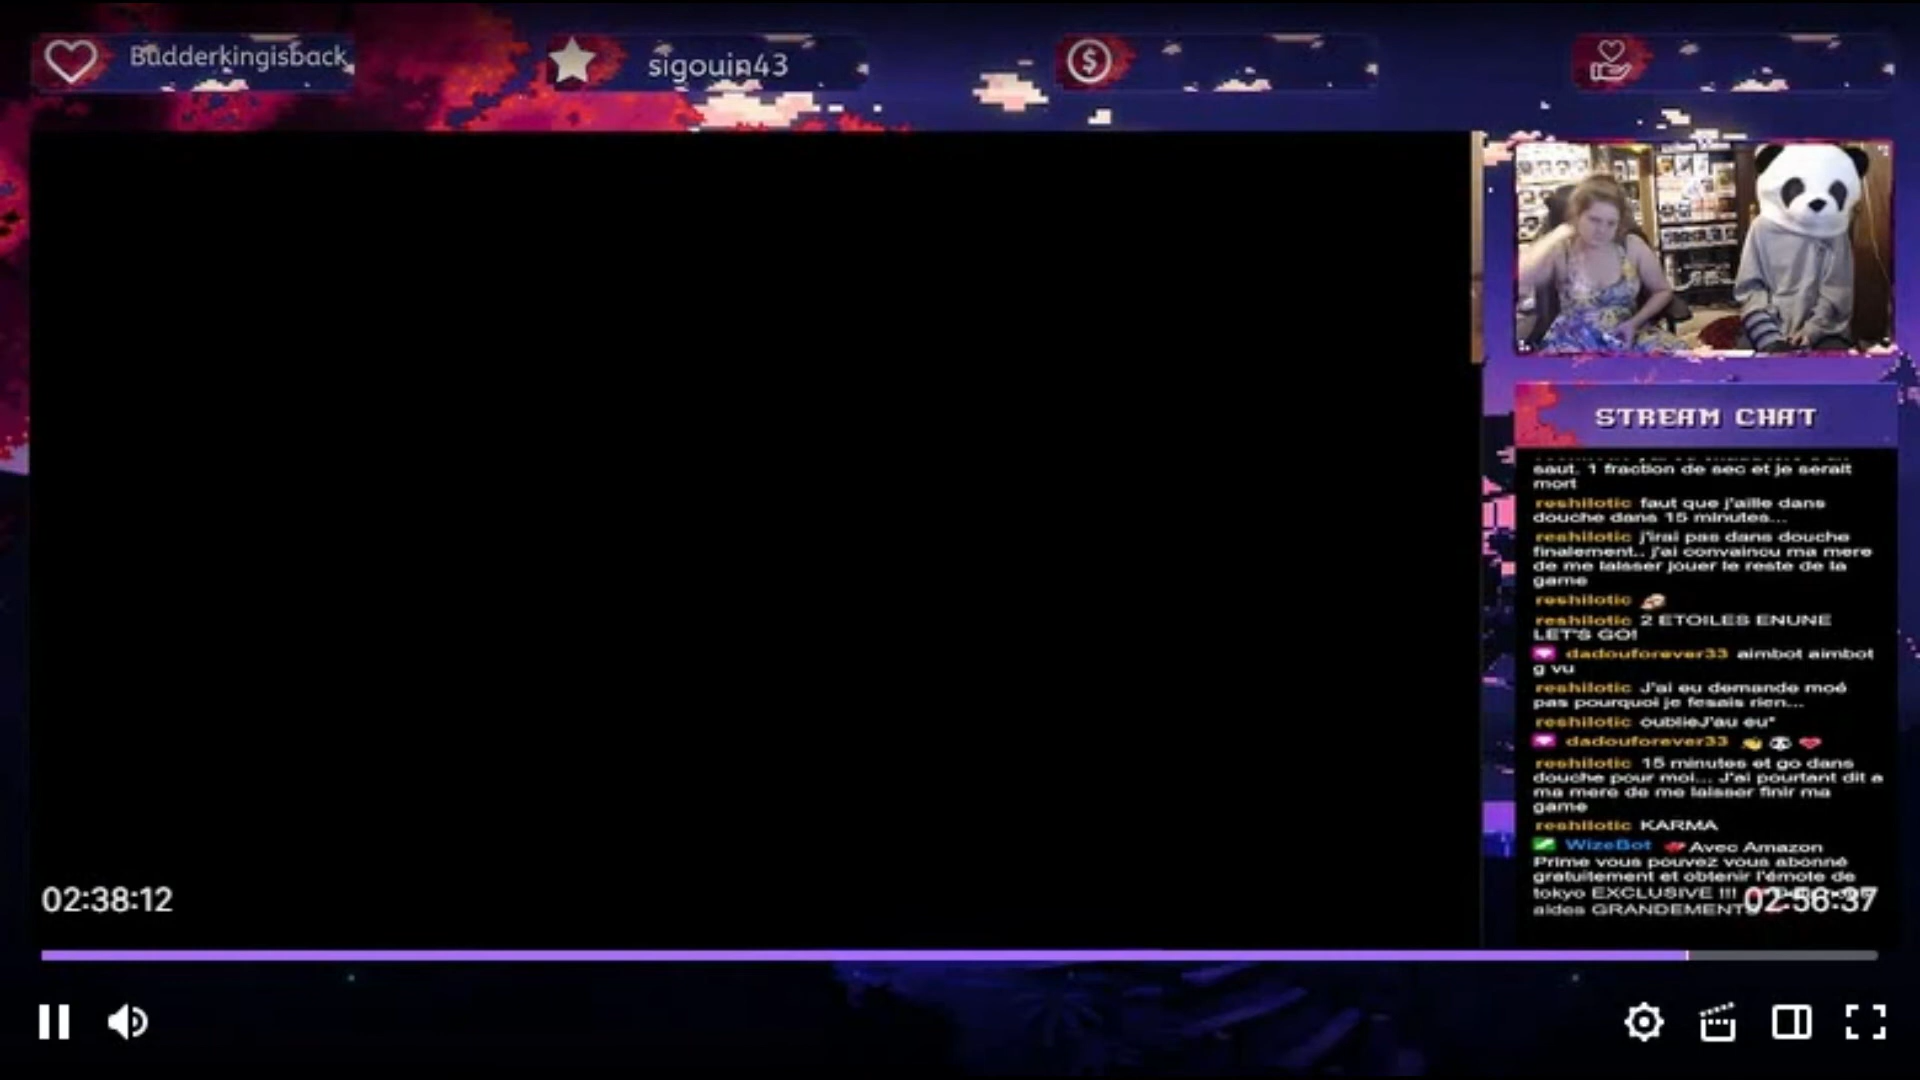 Budderkingisback
sigouin43
STREAM CHAT
saut. 1 fraction de sec et je serait
mort
reshilotic faut que j'aille dans
douche dans 15 minutes...
reshilotic j'irai pas dans douche
finalement.. j'ai convaincu ma mere
de me laisser jouer le reste de la
game
reshilotic
reshilotic 2 ETOILES ENUNE
LET'S GO!
dadouforever33 aimbot aimbot
g vu
reshilotic J'ai eu demande moé
pas pourquoi je fesais rien...
reshilotic oublieJ'au eu*
dadouforever33
reshilotic 15 minutes et go dans
douche pour moi... J'ai pourtant dit a
ma mere de me laisser finir ma
game
reshilotic KARMA
WizeBot Avec Amazon
Prime vous pouvez vous abonné
gratuitement et obtenir l'émote de
tokyo EXCLUSIVE !!!
aides GRANDEMENT
02:38:12
02:56:37